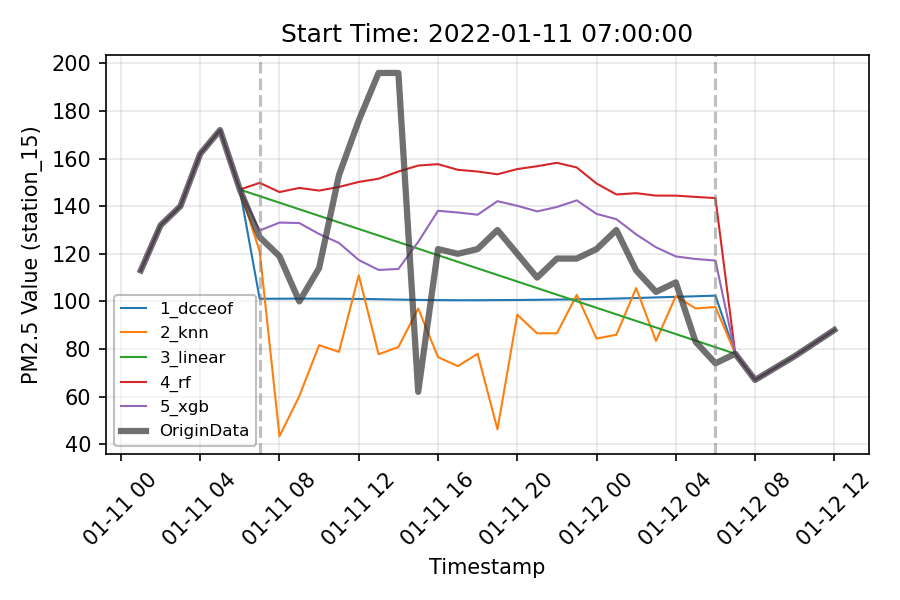 Start Time: 2022-01-11 07:00:00
PM2.5 Value (station_15)
200
180
160
140
120
100
80
60
40
1_dcceof
2_knn
3_linear
4_rf
5_xgb
OriginData
01-11 00
01-11 04
01-11 08
01-11 12
01-11 16
01-11 20
01-12 00
01-12 04
01-12 08
01-12 12
Timestamp